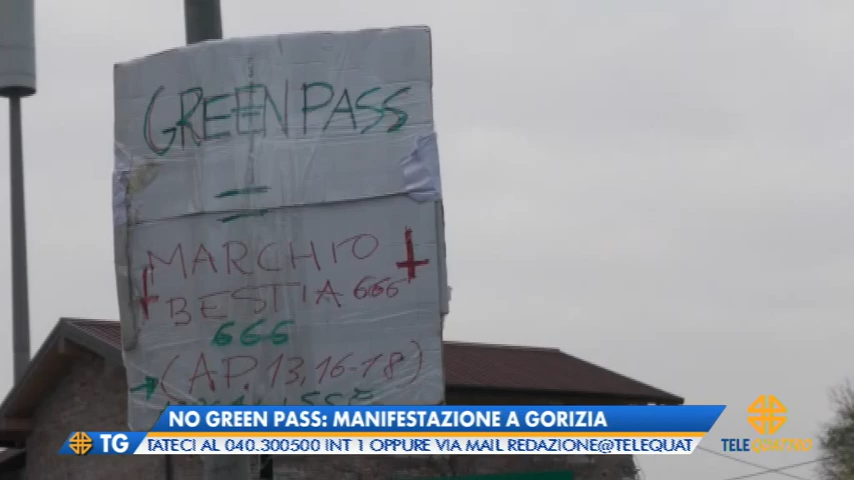 GREEN PASS
=
MARCHIO
BESTIA 666
666
(AP. 13, 16-18)
NO GREEN PASS: MANIFESTAZIONE A GORIZIA
TG
TATECI AL 040.300500 INT 1 OPPURE VIA MAIL REDAZIONE@TELEQUAT
TELEQUATTRO